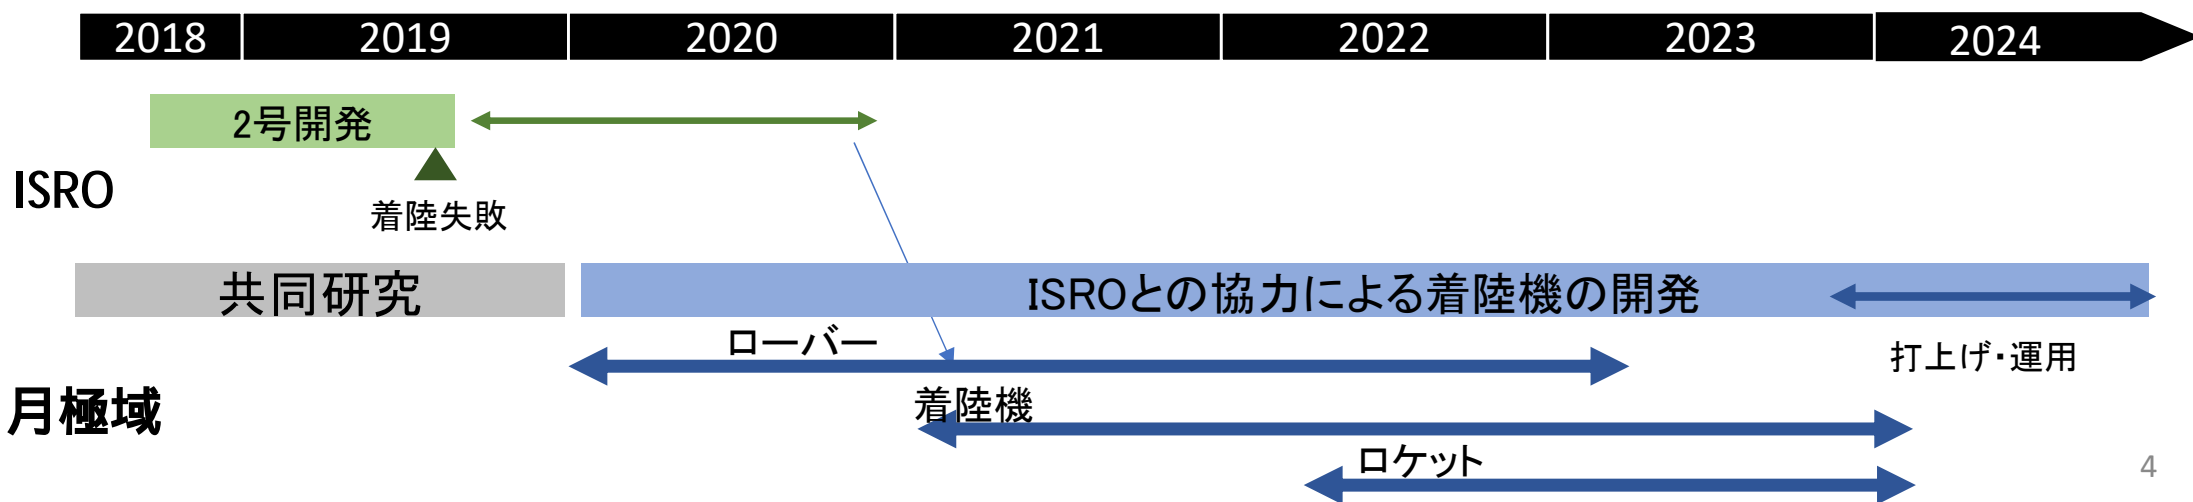 2018 2019 2020 2021 2022 2023 2024
2号開発
ISRO
着陸失敗
共同研究
ISROとの協力による着陸機の開発
ローバー
打上げ・運用
月極域
着陸機
ロケット
4